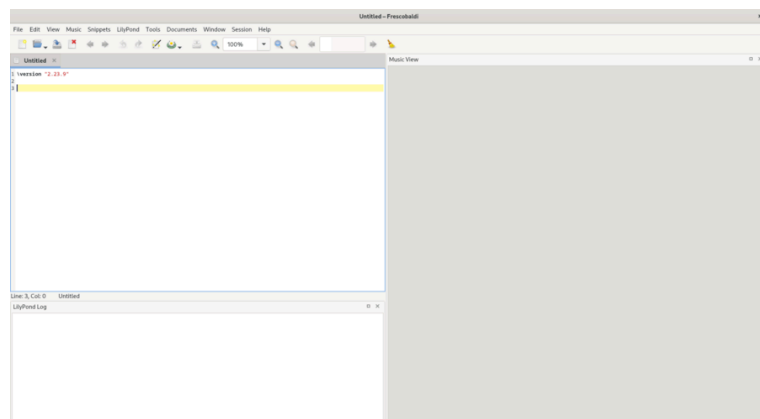 Untitled – Frescobaldi
File Edit View Music Snippets LilyPond Tools Documents Window Session Help
100%
Untitled
Music View
1 \version "2.23.9"
2
3
Line: 3, Col: 0 Untitled
LilyPond Log